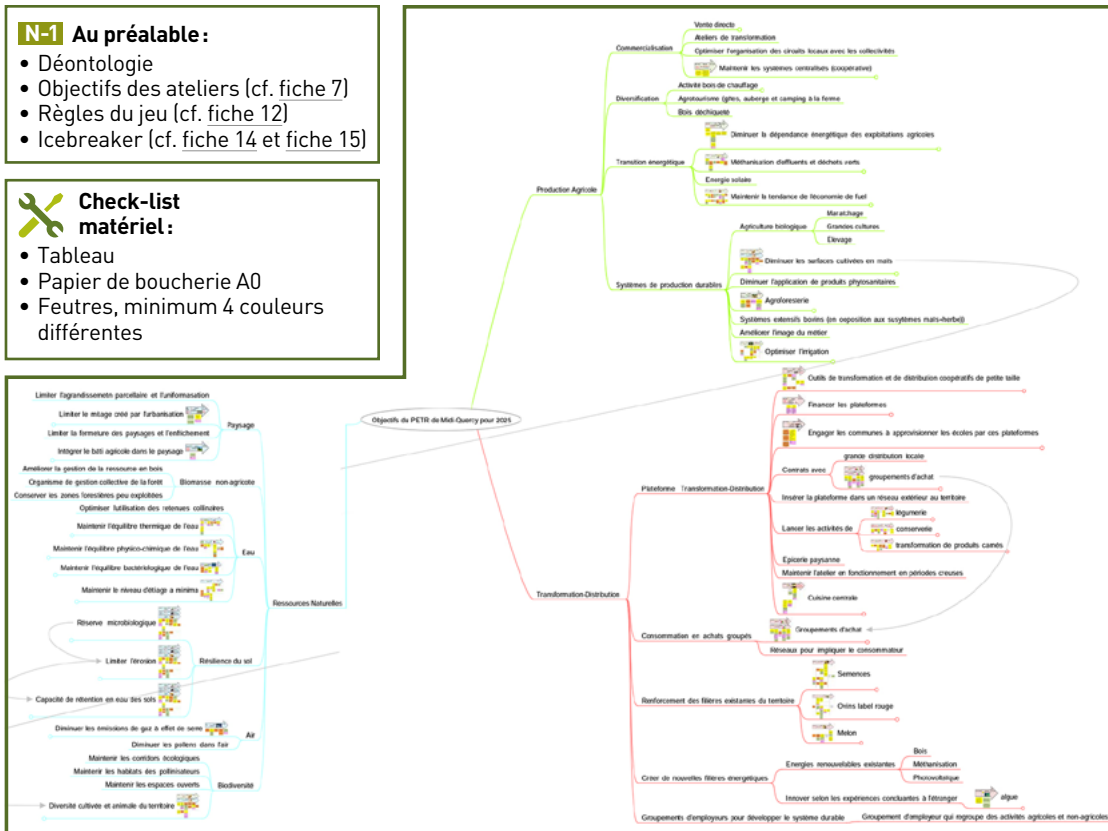 N-1 Au préalable :
• Déontologie
• Objectifs des ateliers (cf. fiche 7)
• Règles du jeu (cf. fiche 12)
• Icebreaker (cf. fiche 14 et fiche 15)
Check-list
matériel :
• Tableau
• Papier de boucherie A0
• Feutres, minimum 4 couleurs
différentes
Objectifs du PETR de Midi-Quercy pour 2025
Production Agricole
Commercialisation
Vente directe
Ateliers de transformation
Optimiser l'organisation des circuits locaux avec les collectivités
Maintenir les systèmes centralisés (coopérative)
Diversification
Activité bois de chauffage
Agrotourisme (gîtes, auberge et camping à la ferme
Bois déchiqueté
Transition énergétique
Diminuer la dépendance énergétique des exploitations agricoles
Méthanisation d'effluents et déchets verts
Energie solaire
Maintenir la tendance de l'économie de fuel
Systèmes de production durables
Agriculture biologique
Maraîchage
Grandes cultures
Elevage
Diminuer les surfaces cultivées en maïs
Diminuer l'application de produits phytosanitaires
Agroforesterie
Systèmes extensifs bovins (en opposition aux susytèmes maïs+herbe))
Améliorer l'image du métier
Optimiser l'irrigation
Transformation-Distribution
Plateforme Transformation-Distribution
Outils de transformation et de distribution coopératifs de petite taille
Financer les plateformes
Engager les communes à approvisionner les écoles par ces plateformes
Contrats avec
grande distribution locale
groupements d'achat
Insérer la plateforme dans un réseau extérieur au territoire
Lancer les activités de
légumerie
conserverie
transformation de produits carnés
Epicerie paysanne
Maintenir l'atelier en fonctionnement en périodes creuses
Cuisine centrale
Consommation en achats groupés
Groupements d'achat
Réseaux pour impliquer le consommateur
Renforcement des filières existantes du territoire
Semences
Ovins label rouge
Melon
Créer de nouvelles filières énergétiques
Energies renouvelables existantes
Bois
Méthanisation
Photovoltaïque
Innover selon les expériences concluantes à l'étranger
algue
Groupements d'employeurs pour développer le système durable
Groupement d'employeur qui regroupe des activités agricoles et non-agricoles
Ressources Naturelles
Paysage
Limiter l'agrandissemetn parcellaire et l'uniformasation
Limiter le mitage créé par l'urbanisation
Limiter la fermeture des paysages et l'enfrichement
Intégrer le bâti agricole dans le paysage
Biomasse non-agricole
Améliorer la gestion de la ressource en bois
Organisme de gestion collective de la forêt
Conserver les zones forestières peu exploitées
Eau
Optimiser l'utilisation des retenues collinaires
Maintenir l'équilibre thermique de l'eau
Maintenir l'équilibre physico-chimique de l'eau
Maintenir l'équilibre bactériologique de l'eau
Maintenir le niveau d'étiage a minima
Résilience du sol
Réserve microbiologique
Limiter l'érosion
Capacité de rétention en eau des sols
Air
Diminuer les émissions de gaz à effet de serre
Diminuer les pollens dans l'air
Biodiversité
Maintenir les corridors écologiques
Maintenir les habitats des pollinisateurs
Maintenir les espaces ouverts
Diversité cultivée et animale du territoire